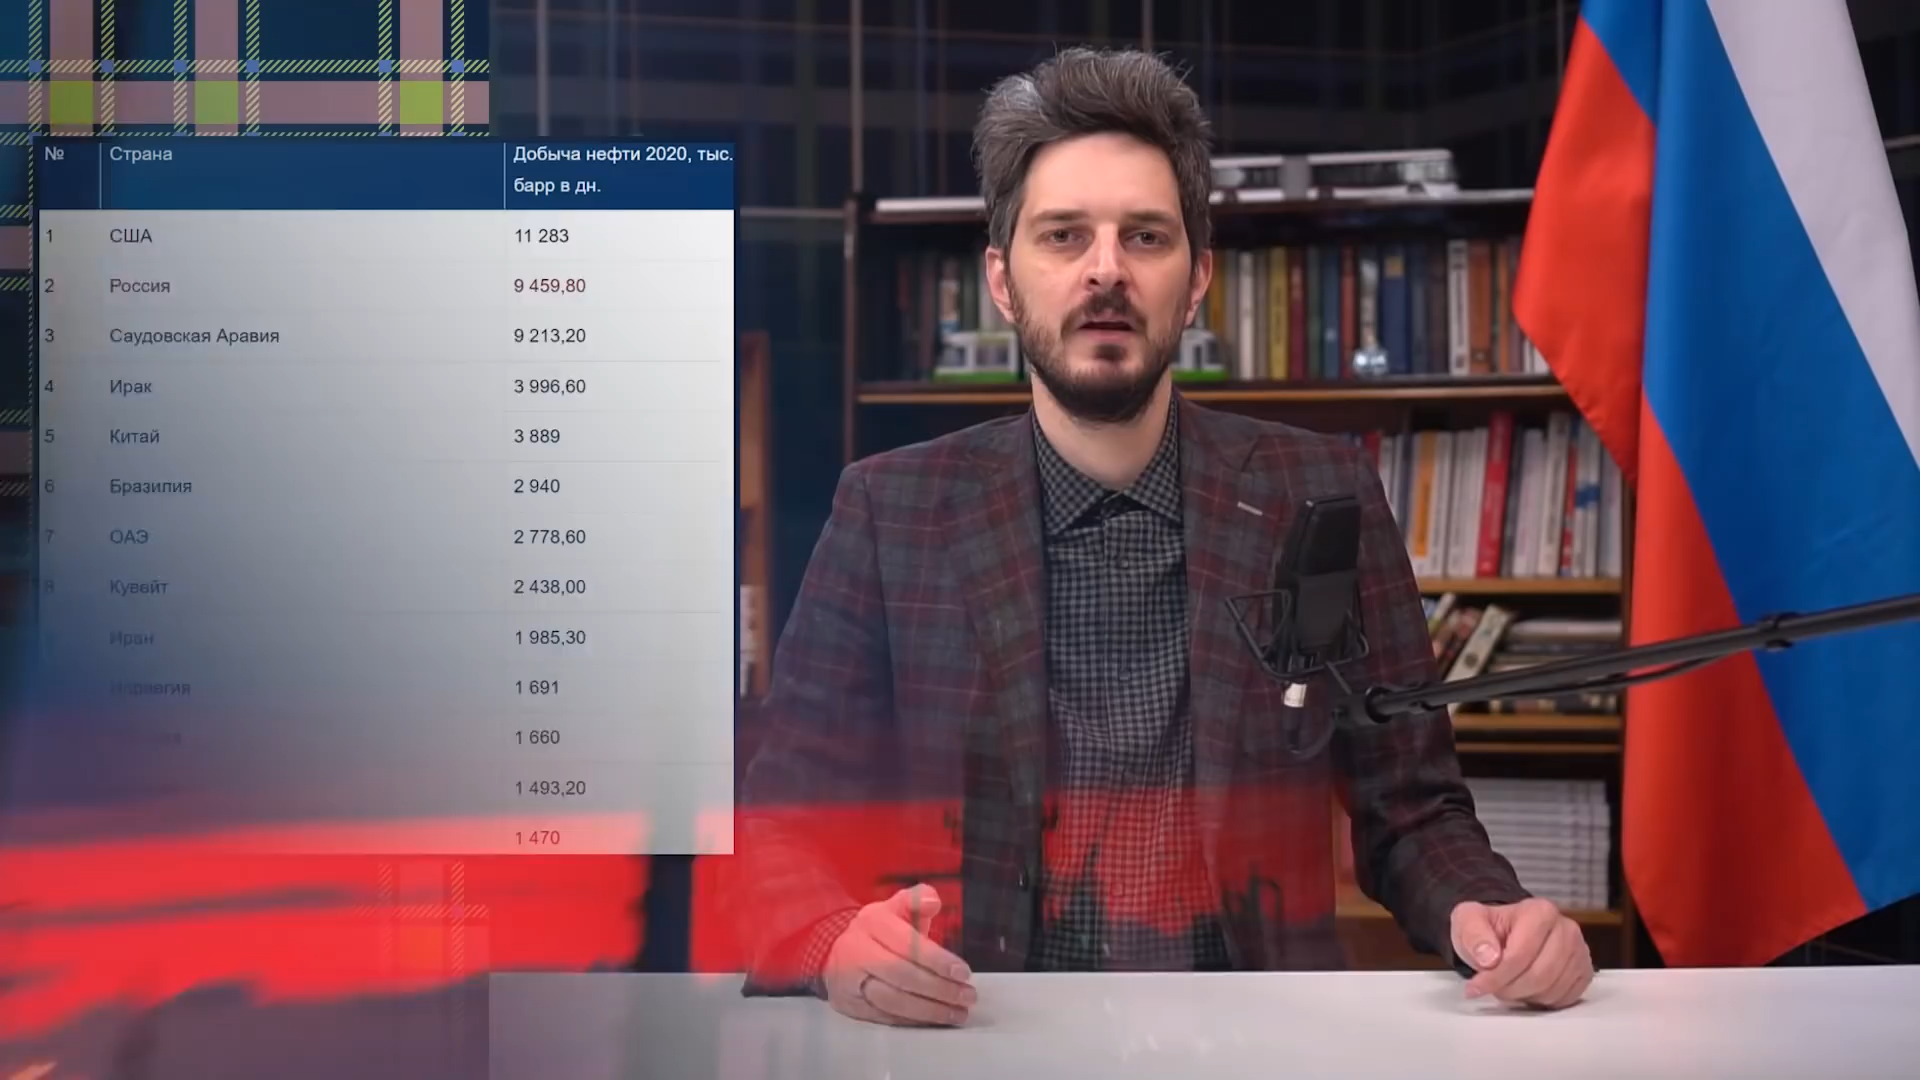 № Страна Добыча нефти 2020, тыс.
барр в дн.
1 США 11 283
2 Россия 9 459,80
3 Саудовская Аравия 9 213,20
4 Ирак 3 996,60
5 Китай 3 889
6 Бразилия 2 940
7 ОАЭ 2 778,60
8 Кувейт 2 438,00
Иран 1 985,30
Норвегия 1 691
1 660
1 493,20
1 470